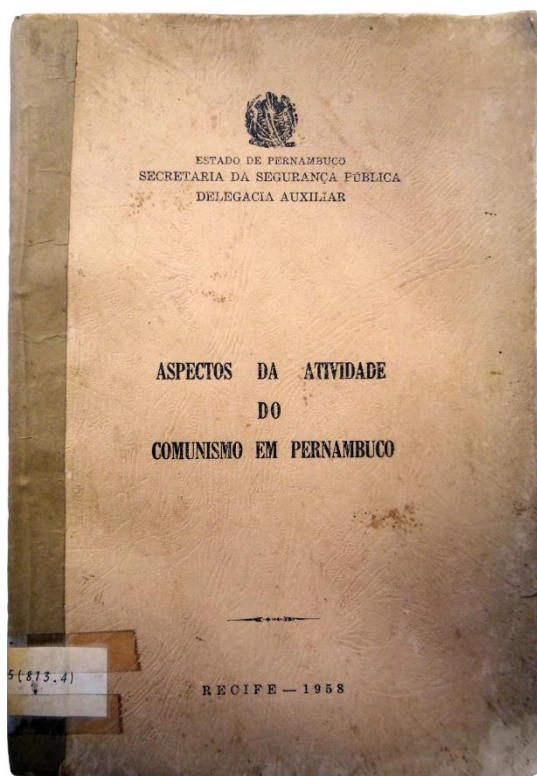 ESTADO DE PERNAMBUCO
SECRETARIA DA SEGURANÇA PÚBLICA
DELEGACIA AUXILIAR
ASPECTOS DA ATIVIDADE
DO
COMUNISMO EM PERNAMBUCO
5(813.4)
RECIFE — 1958